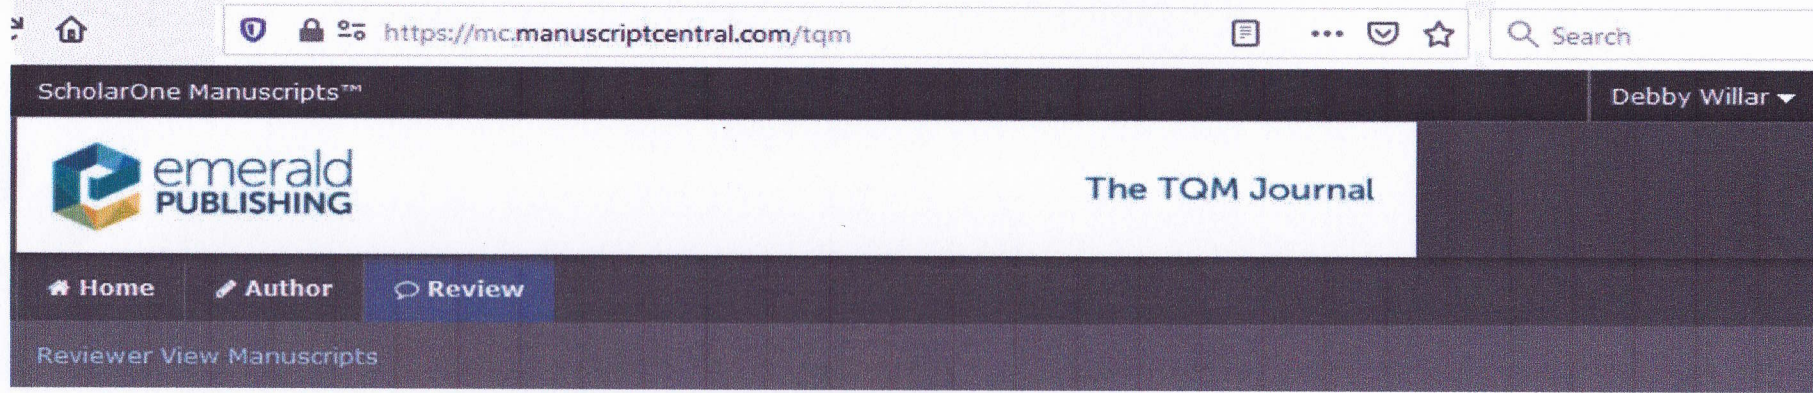 https://mc.manuscriptcentral.com/tqm
Search
ScholarOne Manuscripts™
Debby Willar
emerald
PUBLISHING
The TQM Journal
Home
Author
Review
Reviewer View Manuscripts